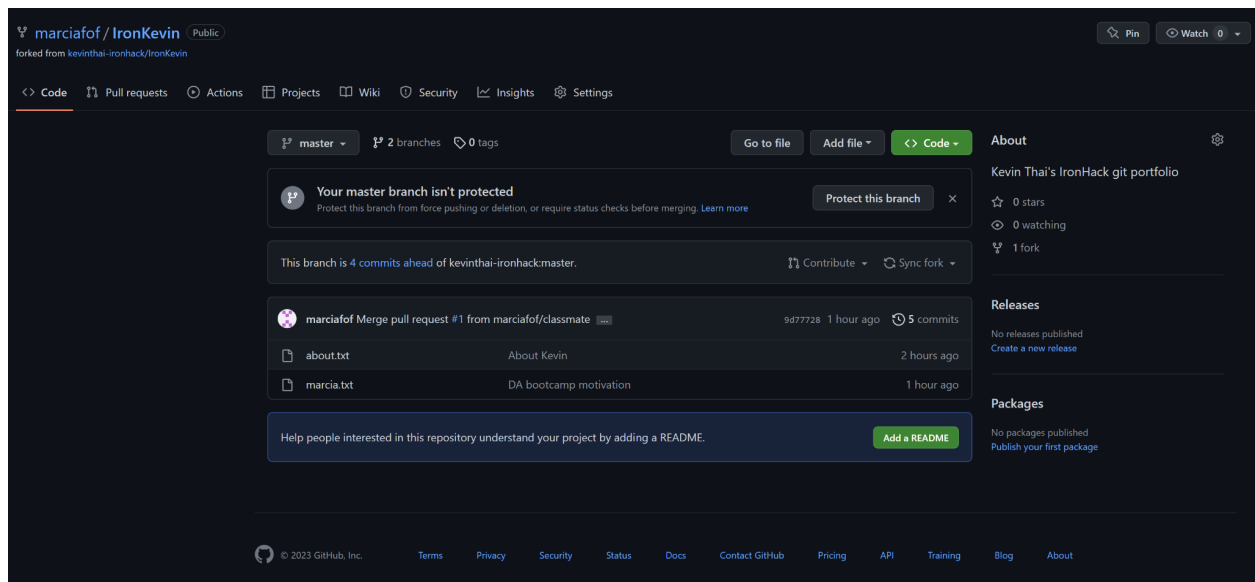 marciafof / IronKevin Public
forked from kevinthai-ironhack/IronKevin
Pin
Watch 0
Code Pull requests Actions Projects Wiki Security Insights Settings
master 2 branches 0 tags
Go to file Add file Code
Your master branch isn't protected
Protect this branch from force pushing or deletion, or require status checks before merging. Learn more
Protect this branch
This branch is 4 commits ahead of kevinthai-ironhack:master.
Contribute Sync fork
marciafof Merge pull request #1 from marciafof/classmate ... 9d77728 1 hour ago 5 commits
about.txt About Kevin 2 hours ago
marcia.txt DA bootcamp motivation 1 hour ago
Help people interested in this repository understand your project by adding a README.
Add a README
About
Kevin Thai's IronHack git portfolio
0 stars
0 watching
1 fork
Releases
No releases published
Create a new release
Packages
No packages published
Publish your first package
© 2023 GitHub, Inc. Terms Privacy Security Status Docs Contact GitHub Pricing API Training Blog About